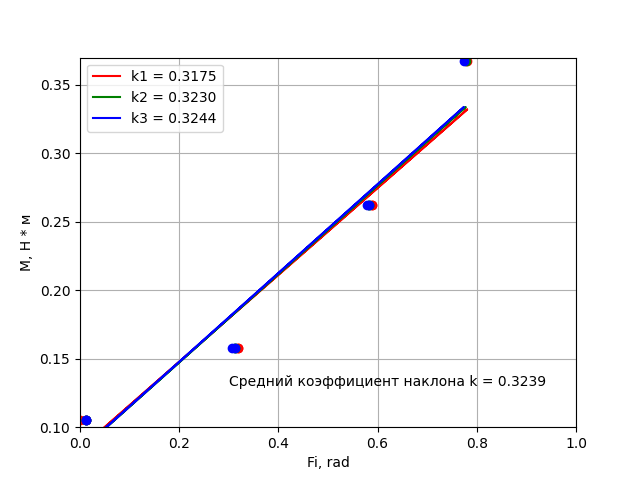 k1 = 0.3175
k2 = 0.3230
k3 = 0.3244
0.35
0.30
0.25
0.20
0.15
0.10
M, Н * м
Средний коэффициент наклона k = 0.3239
0.0 0.2 0.4 0.6 0.8 1.0
Fi, rad